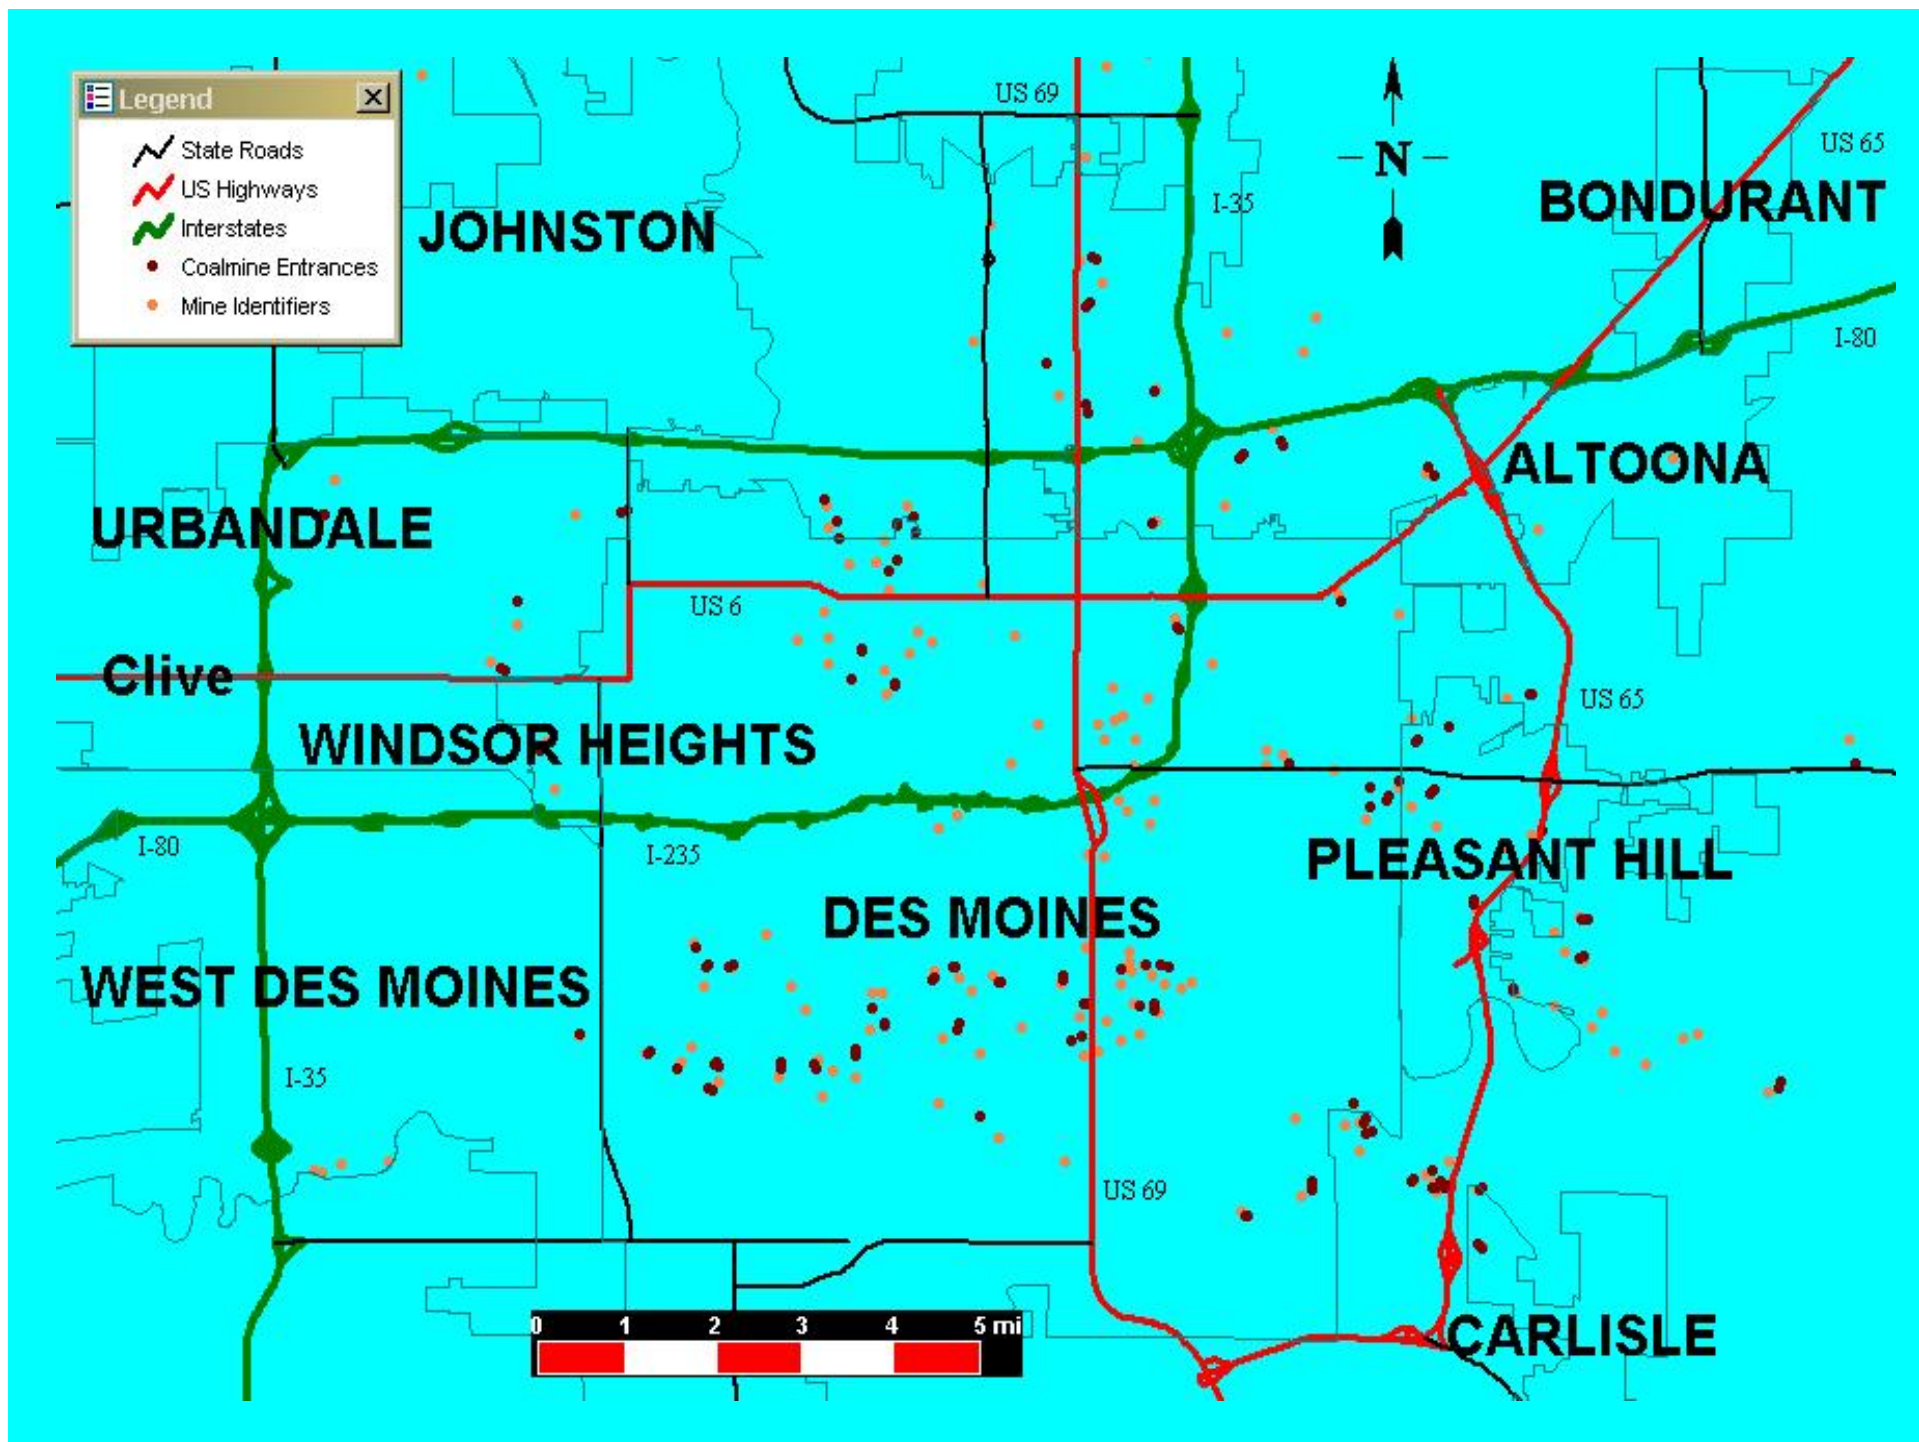 Legend
State Roads
US Highways
Interstates
Coalmine Entrances
Mine Identifiers
US 69
N
US 65
BONDURANT
I-35
JOHNSTON
I-80
ALTOONA
URBANDALE
US 6
Clive
US 65
WINDSOR HEIGHTS
I-80
I-235
PLEASANT HILL
DES MOINES
WEST DES MOINES
I-35
US 69
0 1 2 3 4 5 mi
CARLISLE